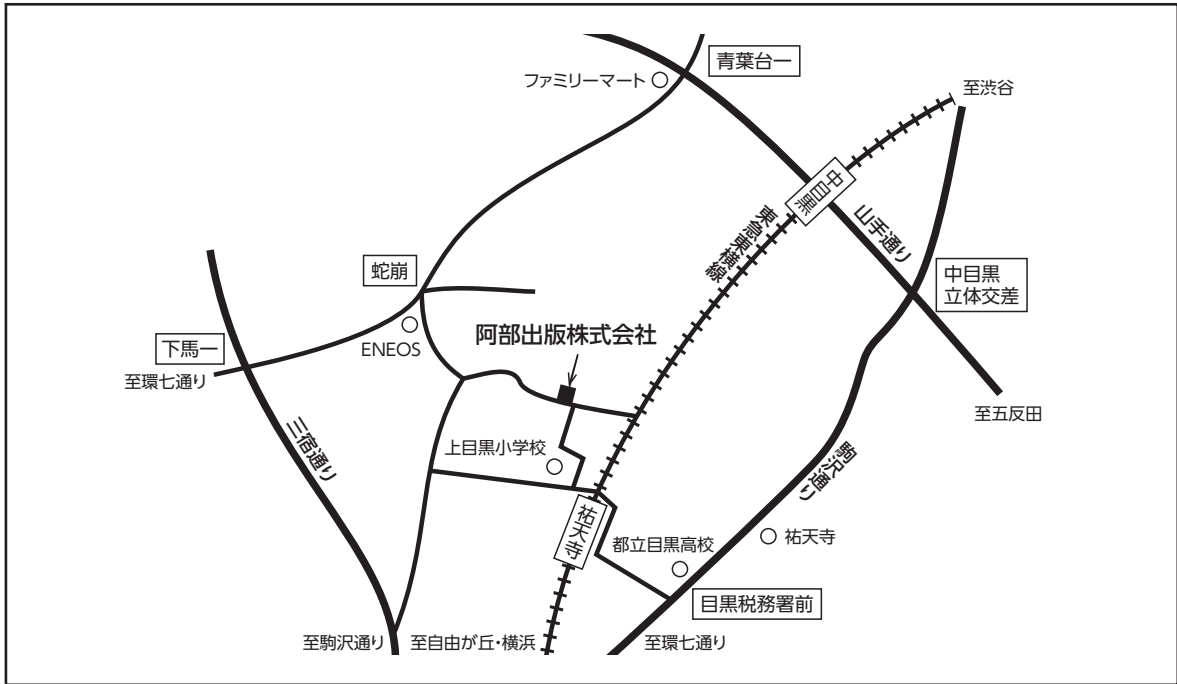 青葉台一
ファミリーマート
至渋谷
中目黒
山手通り
東急東横線
蛇崩
中目黒
立体交差
ENEOS
阿部出版株式会社
下馬一
至環七通り
至五反田
三宿通り
上目黒小学校
駒沢通り
祐天寺
都立目黒高校
祐天寺
目黒税務署前
至駒沢通り
至自由が丘・横浜
至環七通り